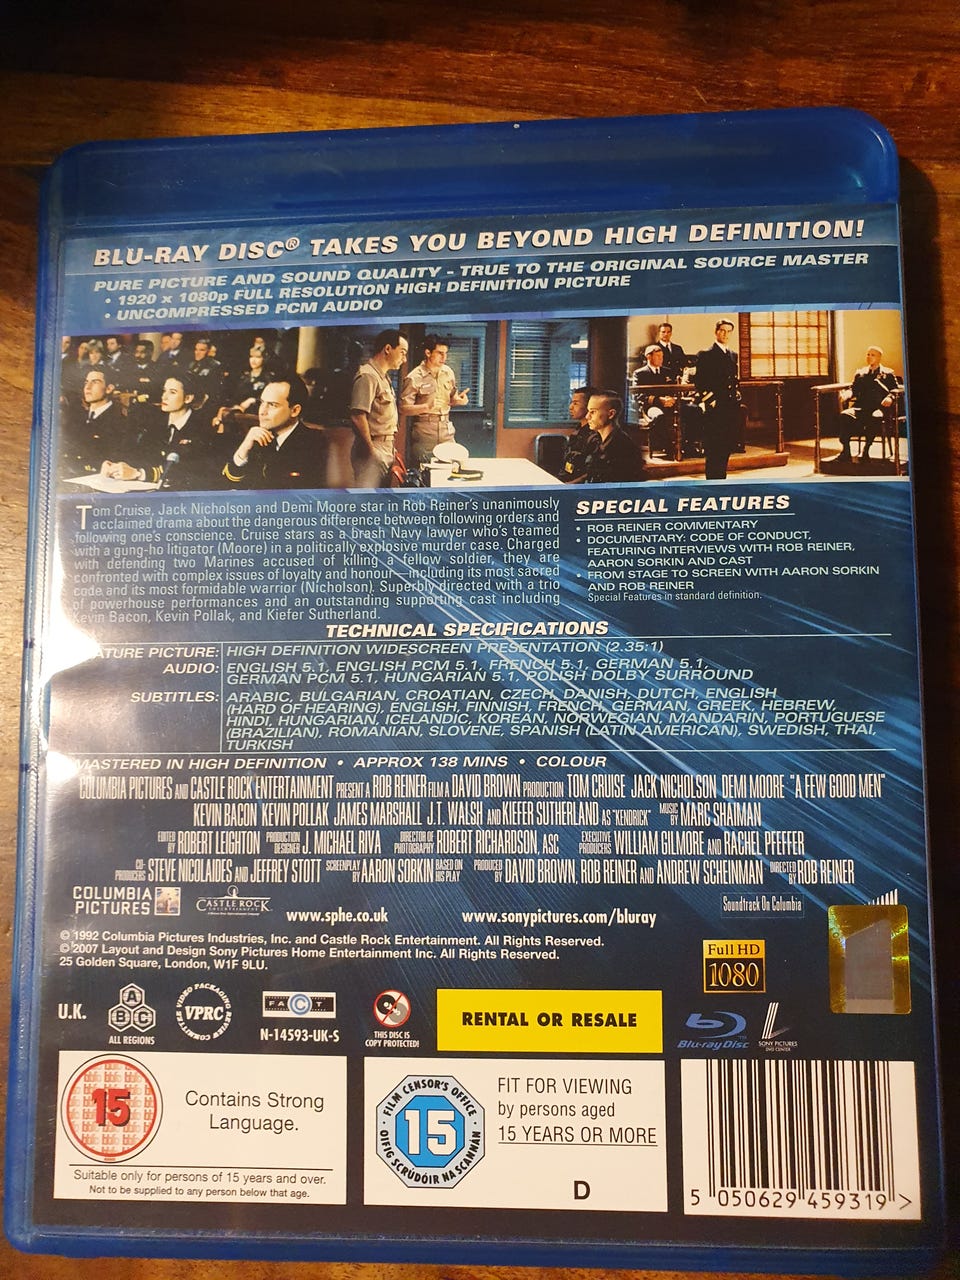 BLU-RAY DISC® TAKES YOU BEYOND HIGH DEFINITION!
PURE PICTURE AND SOUND QUALITY - TRUE TO THE ORIGINAL SOURCE MASTER
• 1920 x 1080p FULL RESOLUTION HIGH DEFINITION PICTURE
• UNCOMPRESSED PCM AUDIO
Tom Cruise, Jack Nicholson and Demi Moore star in Rob Reiner's unanimously
acclaimed drama about the dangerous difference between following orders and
following one's conscience. Cruise stars as a brash Navy lawyer who's teamed
with a gung-ho litigator (Moore) in a politically explosive murder case. Charged
with defending two Marines accused of killing a fellow soldier, they are
confronted with complex issues of loyalty and honour – including its most sacred
code and its most formidable warrior (Nicholson). Superbly directed with a trio
of powerhouse performances and an outstanding supporting cast including
Kevin Bacon, Kevin Pollak, and Kiefer Sutherland.
SPECIAL FEATURES
• ROB REINER COMMENTARY
• DOCUMENTARY: CODE OF CONDUCT,
FEATURING INTERVIEWS WITH ROB REINER,
AARON SORKIN AND CAST
• FROM STAGE TO SCREEN WITH AARON SORKIN
AND ROB REINER
Special Features in standard definition.
TECHNICAL SPECIFICATIONS
ATURE PICTURE: HIGH DEFINITION WIDESCREEN PRESENTATION (2.35:1)
AUDIO: ENGLISH 5.1, ENGLISH PCM 5.1, FRENCH 5.1, GERMAN 5.1,
GERMAN PCM 5.1, HUNGARIAN 5.1, POLISH DOLBY SURROUND
SUBTITLES: ARABIC, BULGARIAN, CROATIAN, CZECH, DANISH, DUTCH, ENGLISH
(HARD OF HEARING), ENGLISH, FINNISH, FRENCH, GERMAN, GREEK, HEBREW,
HINDI, HUNGARIAN, ICELANDIC, KOREAN, NORWEGIAN, MANDARIN, PORTUGUESE
(BRAZILIAN), ROMANIAN, SLOVENE, SPANISH (LATIN AMERICAN), SWEDISH, THAI,
TURKISH
MASTERED IN HIGH DEFINITION • APPROX 138 MINS • COLOUR
COLUMBIA PICTURES AND CASTLE ROCK ENTERTAINMENT PRESENT A ROB REINER FILM A DAVID BROWN PRODUCTION TOM CRUISE JACK NICHOLSON DEMI MOORE "A FEW GOOD MEN"
KEVIN BACON KEVIN POLLAK JAMES MARSHALL J.T. WALSH AND KIEFER SUTHERLAND AS "KENDRICK" MUSIC BY MARC SHAIMAN
EDITED BY ROBERT LEIGHTON PRODUCTION DESIGNER J. MICHAEL RIVA DIRECTOR OF PHOTOGRAPHY ROBERT RICHARDSON, ASC EXECUTIVE PRODUCERS WILLIAM GILMORE AND RACHEL PFEFFER
CO-PRODUCERS STEVE NICOLAIDES AND JEFFREY STOTT SCREENPLAY BY AARON SORKIN BASED ON HIS PLAY PRODUCED BY DAVID BROWN, ROB REINER AND ANDREW SCHEINMAN DIRECTED BY ROB REINER
COLUMBIA
PICTURES
CASTLE ROCK
ENTERTAINMENT
www.sphe.co.uk
www.sonypictures.com/bluray
Soundtrack On Columbia
© 1992 Columbia Pictures Industries, Inc. and Castle Rock Entertainment. All Rights Reserved.
© 2007 Layout and Design Sony Pictures Home Entertainment Inc. All Rights Reserved.
25 Golden Square, London, W1F 9LU.
Full HD
1080
U.K.
A
B C
ALL REGIONS
VIDEO PACKAGING REVIEW COMMITTEE
VPRC
FACT
N-14593-UK-S
THIS DISC IS
COPY PROTECTED!
RENTAL OR RESALE
Blu-ray Disc
SONY PICTURES
DVD CENTER
15
Contains Strong
Language.
Suitable only for persons of 15 years and over.
Not to be supplied to any person below that age.
· FILM CENSOR'S OFFICE ·
15
OIFIG SCRÚDÓIR NA SCANNÁN
FIT FOR VIEWING
by persons aged
15 YEARS OR MORE
D
5 050629 459319 >